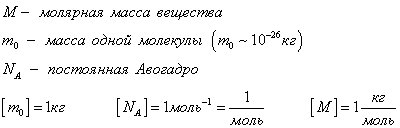 M – молярная масса вещества
m₀ – масса одной молекулы (m₀ ~ 10⁻²⁶ кг)
N_A – постоянная Авогадро
[m₀] = 1кг [N_A] = 1моль⁻¹ = 1/моль [M] = 1 кг/моль